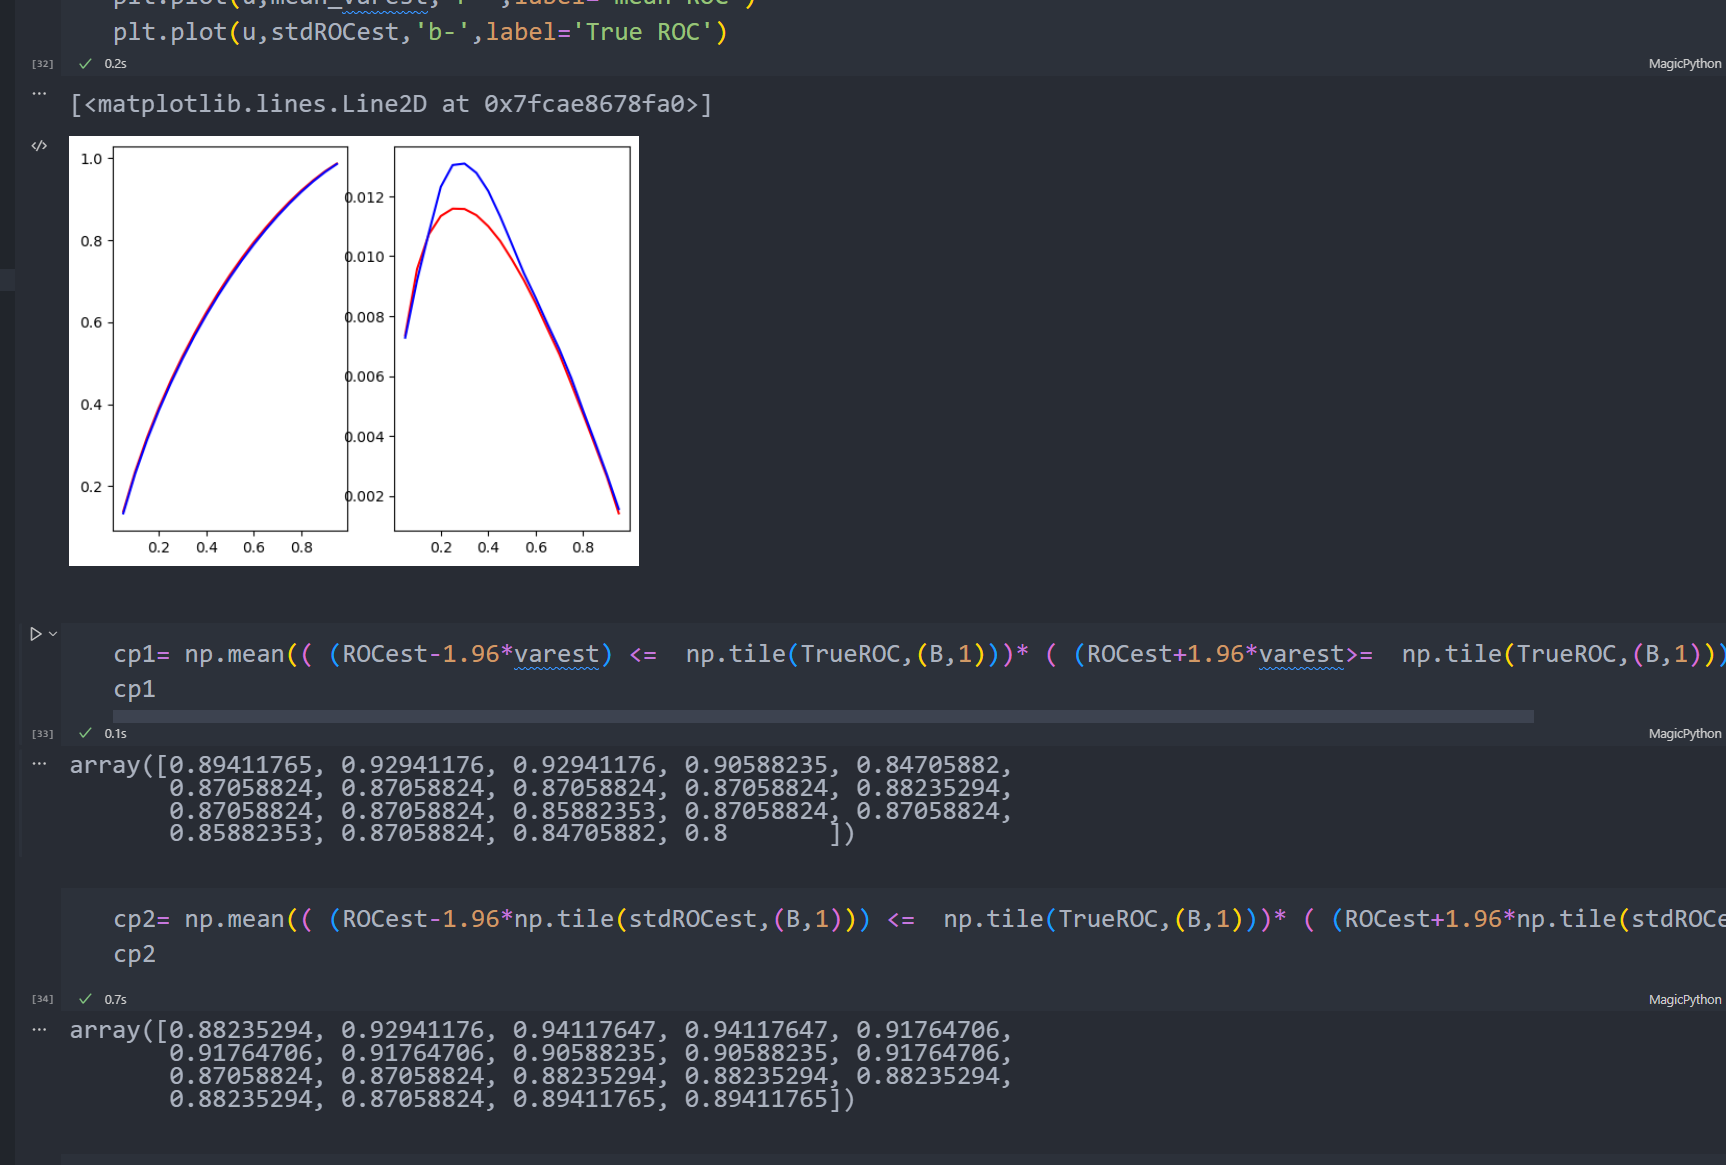 plt.plot(u,mean_varest,'r-',label='mean ROC')
plt.plot(u,stdROCest,'b-',label='True ROC')
[32] 0.2s MagicPython
[<matplotlib.lines.Line2D at 0x7fcae8678fa0>]
1.0
0.8
0.6
0.4
0.2
0.2 0.4 0.6 0.8
0.012
0.010
0.008
0.006
0.004
0.002
0.2 0.4 0.6 0.8
cp1= np.mean(( (ROCest-1.96*varest) <=  np.tile(TrueROC,(B,1)))* ( (ROCest+1.96*varest>=  np.tile(TrueROC,(B,1)))
cp1
[33] 0.1s MagicPython
array([0.89411765, 0.92941176, 0.92941176, 0.90588235, 0.84705882,
0.87058824, 0.87058824, 0.87058824, 0.87058824, 0.88235294,
0.87058824, 0.87058824, 0.85882353, 0.87058824, 0.87058824,
0.85882353, 0.87058824, 0.84705882, 0.8       ])
cp2= np.mean(( (ROCest-1.96*np.tile(stdROCest,(B,1))) <=  np.tile(TrueROC,(B,1)))* ( (ROCest+1.96*np.tile(stdROCe
cp2
[34] 0.7s MagicPython
array([0.88235294, 0.92941176, 0.94117647, 0.94117647, 0.91764706,
0.91764706, 0.91764706, 0.90588235, 0.90588235, 0.91764706,
0.87058824, 0.87058824, 0.88235294, 0.88235294, 0.88235294,
0.88235294, 0.87058824, 0.89411765, 0.89411765])